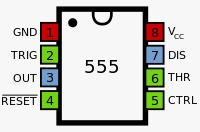 GND 1 8 VCC
TRIG 2 7 DIS
555
OUT 3 6 THR
RESET 4 5 CTRL